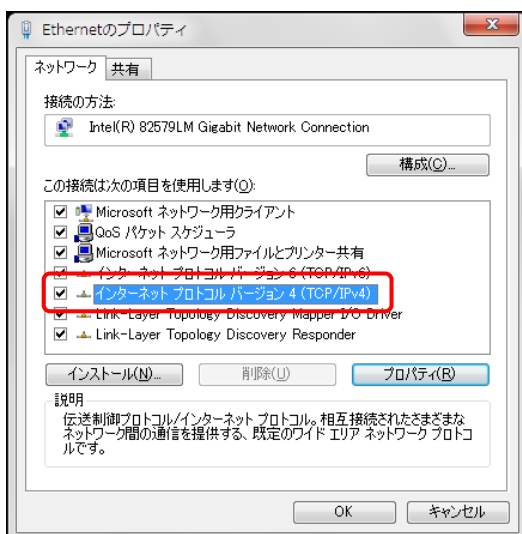 Ethernetのプロパティ
ネットワーク 共有
接続の方法:
Intel(R) 82579LM Gigabit Network Connection
構成(C)...
この接続は次の項目を使用します(O):
Microsoft ネットワーク用クライアント
QoS パケット スケジューラ
Microsoft ネットワーク用ファイルとプリンター共有
インターネット プロトコル バージョン 6 (TCP/IPv6)
インターネット プロトコル バージョン 4 (TCP/IPv4)
Link-Layer Topology Discovery Mapper I/O Driver
Link-Layer Topology Discovery Responder
インストール(N)... 削除(U) プロパティ(R)
説明
伝送制御プロトコル/インターネット プロトコル。相互接続されたさまざまな
ネットワーク間の通信を提供する、既定のワイド エリア ネットワーク プロトコ
ルです。
OK キャンセル